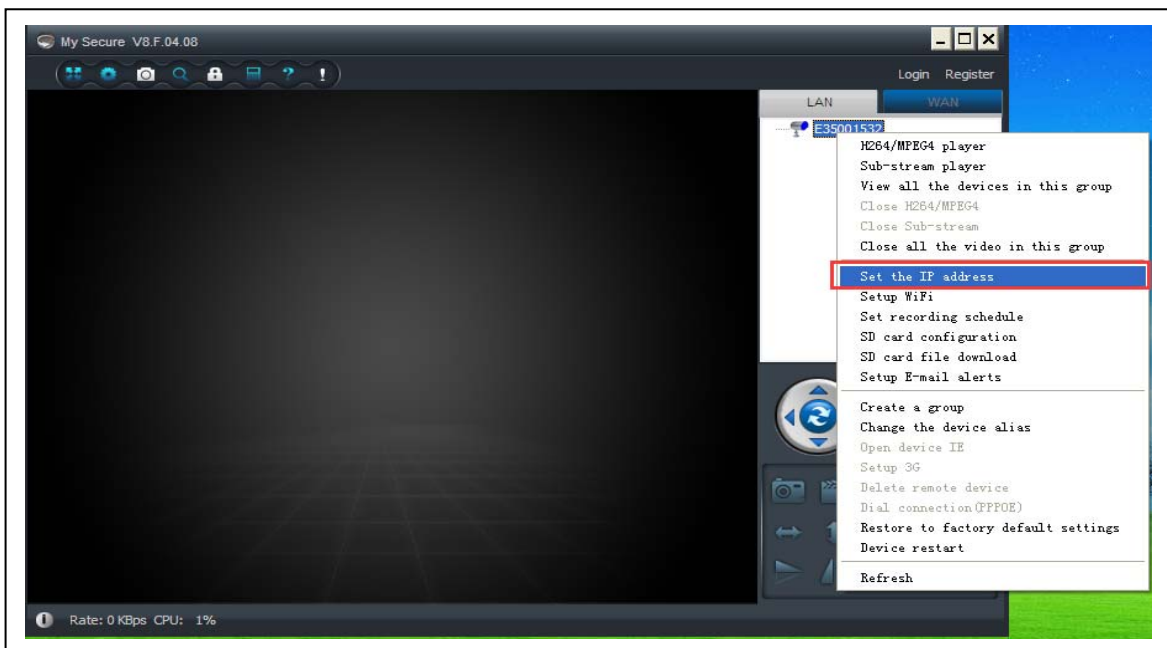 My Secure V8.F.04.08
Login Register
LAN WAN
E35001532
H264/MPEG4 player
Sub-stream player
View all the devices in this group
Close H264/MPEG4
Close Sub-stream
Close all the video in this group
Set the IP address
Setup WiFi
Set recording schedule
SD card configuration
SD card file download
Setup E-mail alerts
Create a group
Change the device alias
Open device IE
Setup 3G
Delete remote device
Dial connection(PPPOE)
Restore to factory default settings
Device restart
Refresh
Rate: 0 KBps CPU: 1%